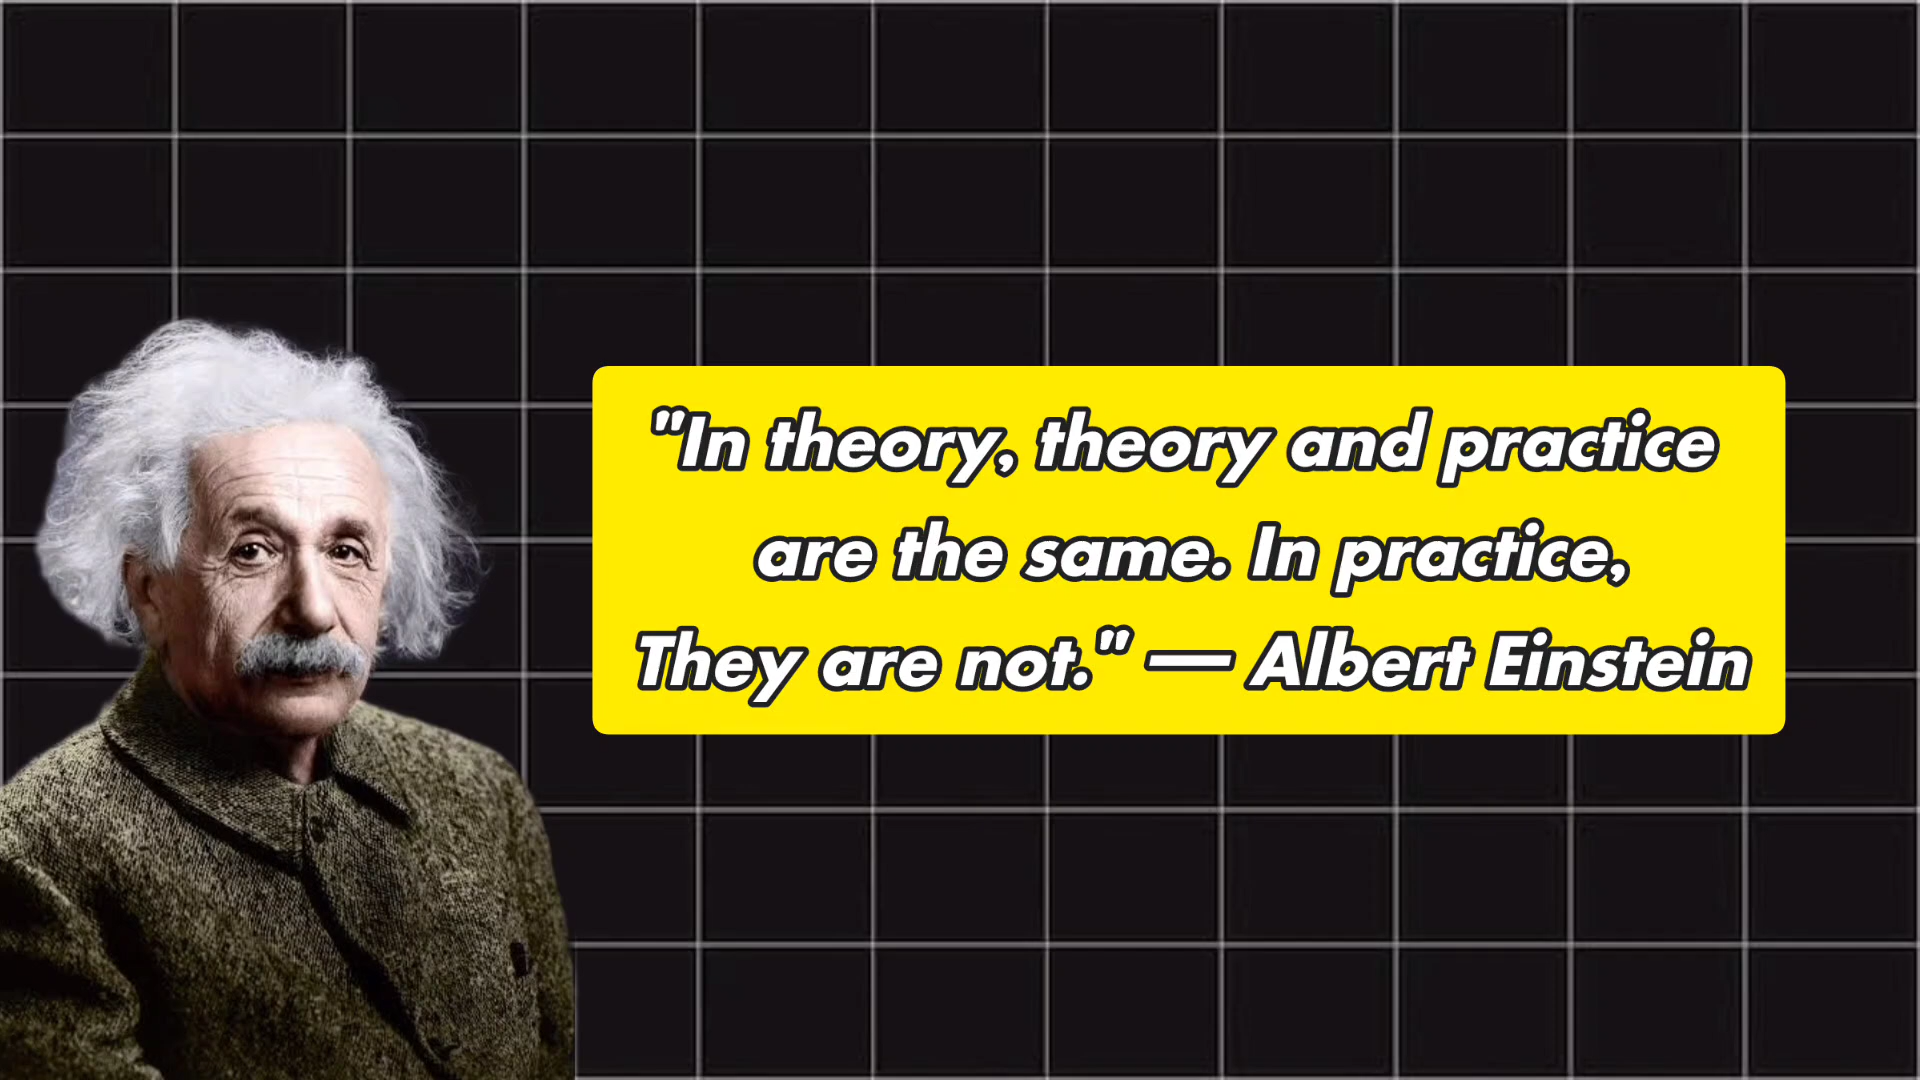 "In theory, theory and practice
are the same. In practice,
They are not." — Albert Einstein